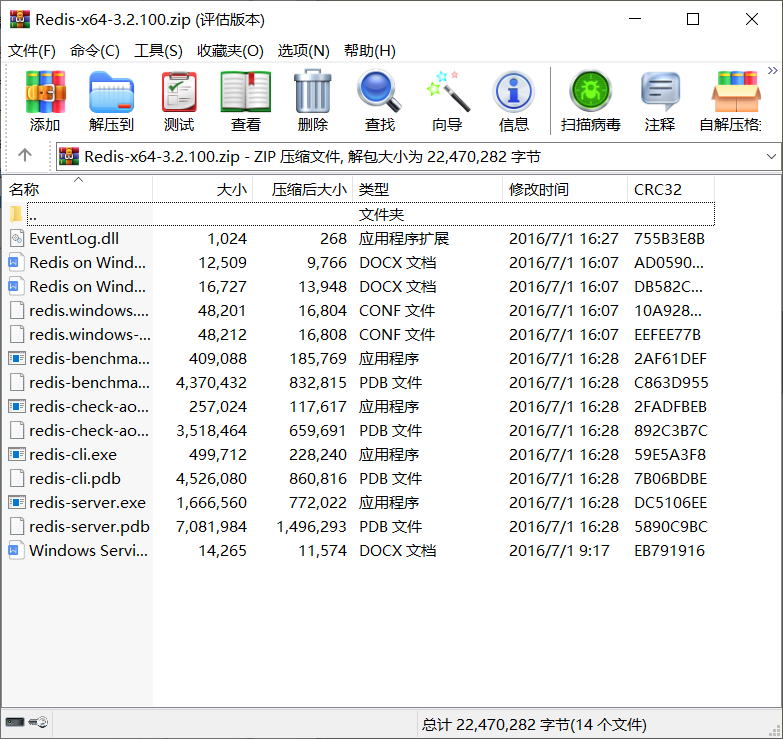 Redis-x64-3.2.100.zip (评估版本)
文件(F) 命令(C) 工具(S) 收藏夹(O) 选项(N) 帮助(H)
添加 解压到 测试 查看 删除 查找 向导 信息 扫描病毒 注释 自解压格
Redis-x64-3.2.100.zip - ZIP 压缩文件, 解包大小为 22,470,282 字节
名称 大小 压缩后大小 类型 修改时间 CRC32
.. 文件夹
EventLog.dll 1,024 268 应用程序扩展 2016/7/1 16:27 755B3E8B
Redis on Wind... 12,509 9,766 DOCX 文档 2016/7/1 16:07 AD0590...
Redis on Wind... 16,727 13,948 DOCX 文档 2016/7/1 16:07 DB582C...
redis.windows.... 48,201 16,804 CONF 文件 2016/7/1 16:07 10A928...
redis.windows-... 48,212 16,808 CONF 文件 2016/7/1 16:07 EEFEE77B
redis-benchma... 409,088 185,769 应用程序 2016/7/1 16:28 2AF61DEF
redis-benchma... 4,370,432 832,815 PDB 文件 2016/7/1 16:28 C863D955
redis-check-ao... 257,024 117,617 应用程序 2016/7/1 16:28 2FADFBEB
redis-check-ao... 3,518,464 659,691 PDB 文件 2016/7/1 16:28 892C3B7C
redis-cli.exe 499,712 228,240 应用程序 2016/7/1 16:28 59E5A3F8
redis-cli.pdb 4,526,080 860,816 PDB 文件 2016/7/1 16:28 7B06BDBE
redis-server.exe 1,666,560 772,022 应用程序 2016/7/1 16:28 DC5106EE
redis-server.pdb 7,081,984 1,496,293 PDB 文件 2016/7/1 16:28 5890C9BC
Windows Servi... 14,265 11,574 DOCX 文档 2016/7/1 9:17 EB791916
总计 22,470,282 字节(14 个文件)